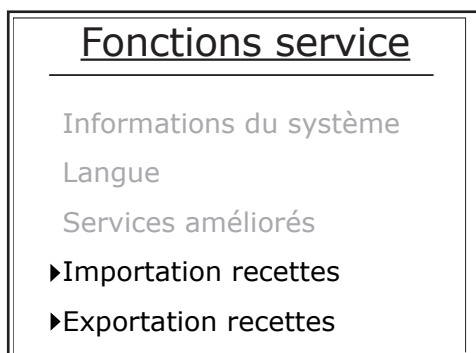 Fonctions service
Informations du système
Langue
Services améliorés
Importation recettes
Exportation recettes